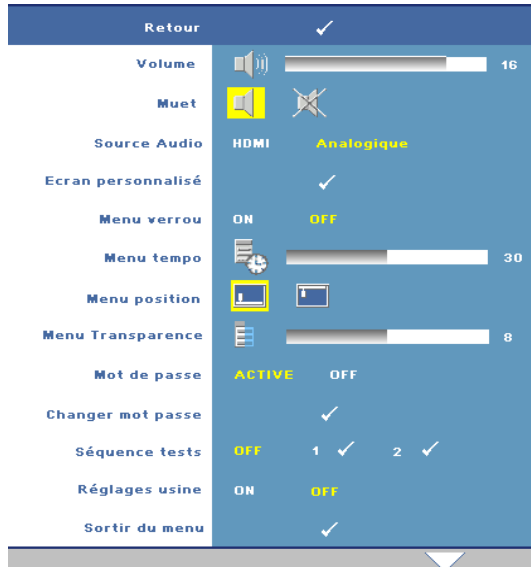 Retour
Volume 16
Muet
Source Audio HDMI Analogique
Ecran personnalisé
Menu verrou ON OFF
Menu tempo 30
Menu position
Menu Transparence 8
Mot de passe ACTIVE OFF
Changer mot passe
Séquence tests OFF 1 2
Réglages usine ON OFF
Sortir du menu